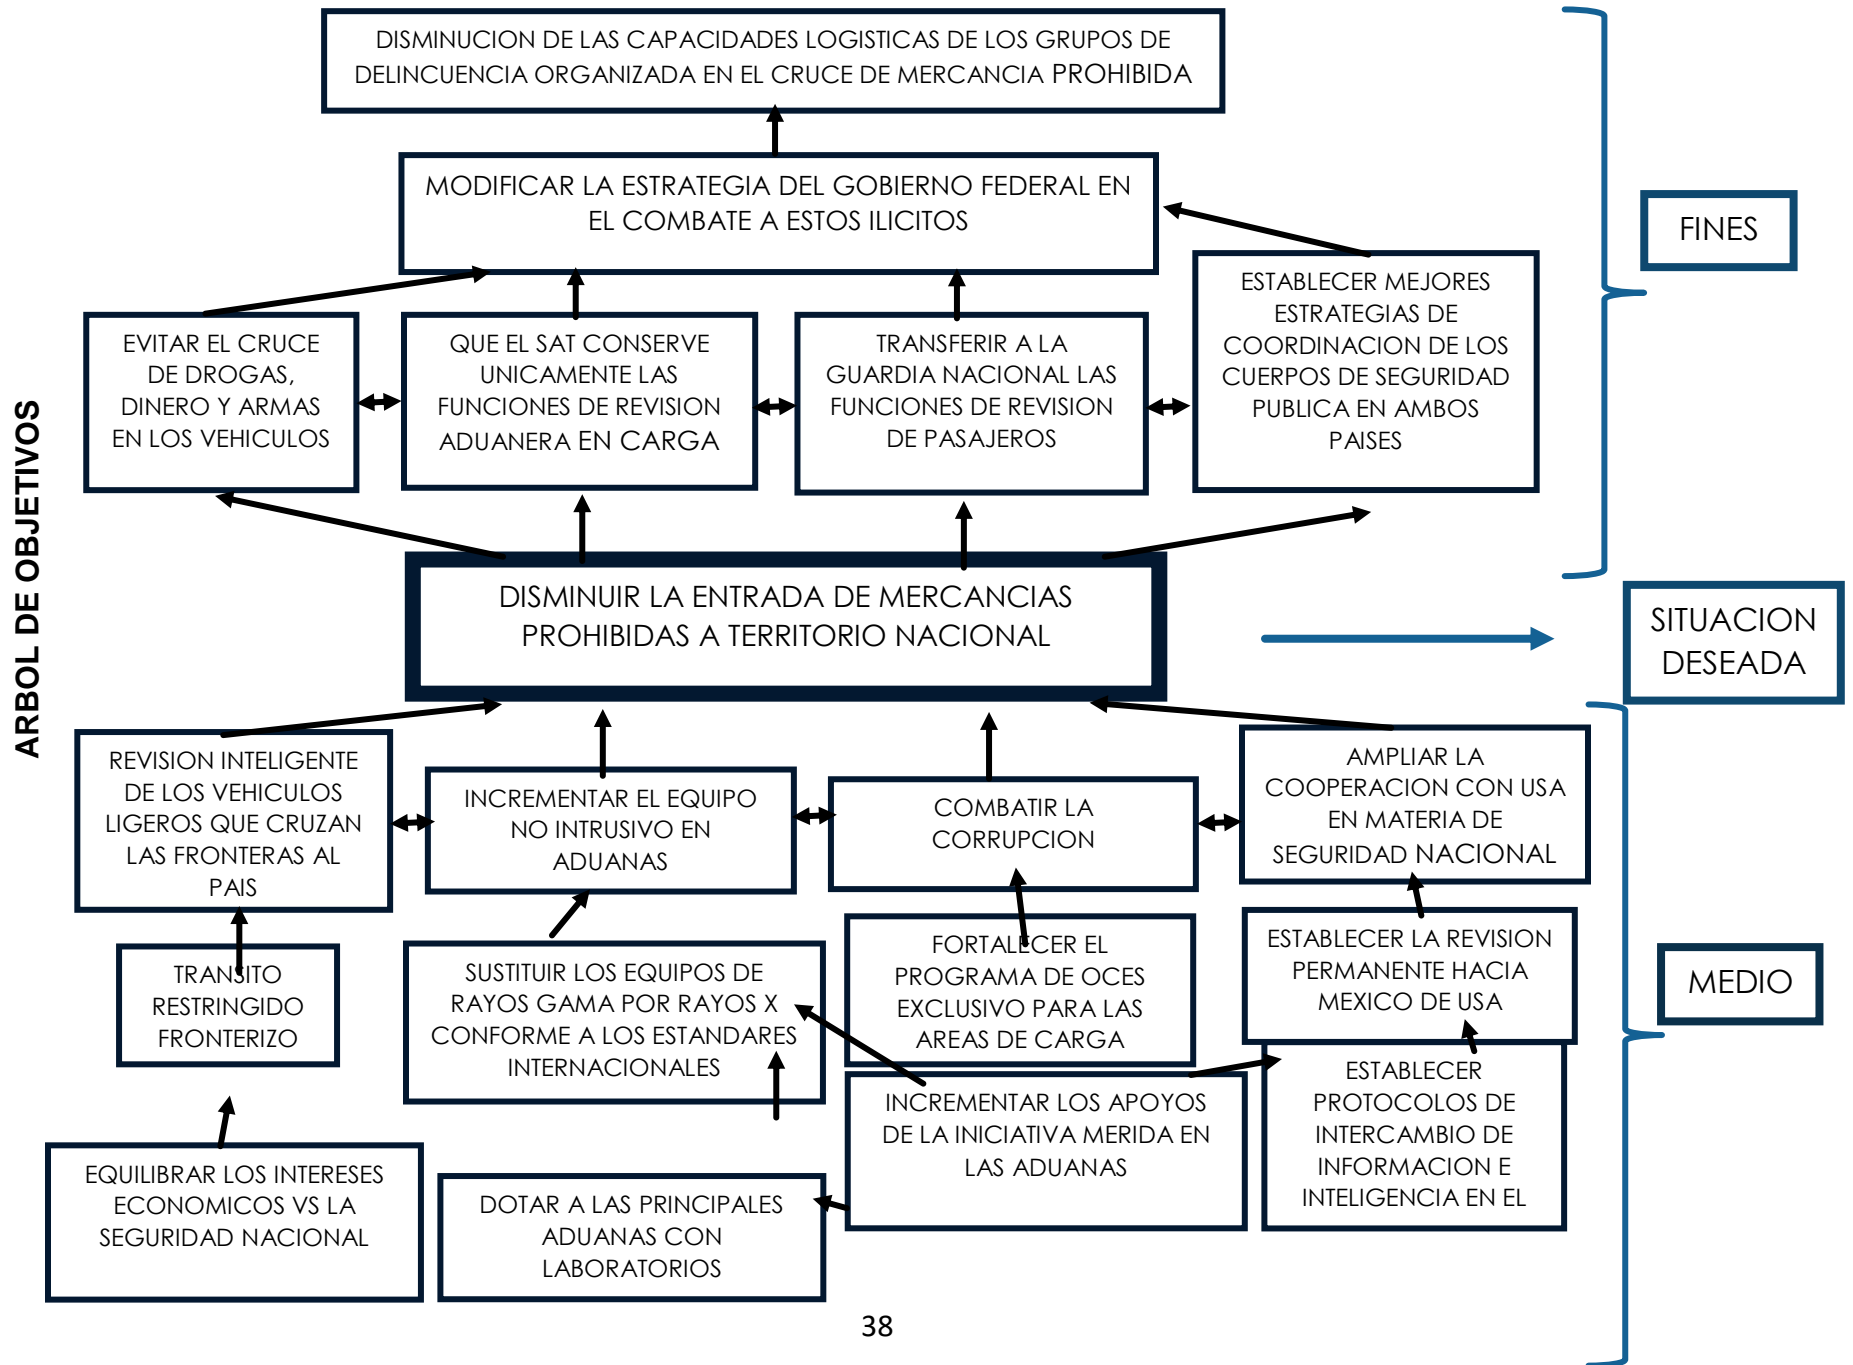 ARBOL DE OBJETIVOS
DISMINUCION DE LAS CAPACIDADES LOGISTICAS DE LOS GRUPOS DE
DELINCUENCIA ORGANIZADA EN EL CRUCE DE MERCANCIA PROHIBIDA
MODIFICAR LA ESTRATEGIA DEL GOBIERNO FEDERAL EN
EL COMBATE A ESTOS ILICITOS
FINES
EVITAR EL CRUCE
DE DROGAS,
DINERO Y ARMAS
EN LOS VEHICULOS
QUE EL SAT CONSERVE
UNICAMENTE LAS
FUNCIONES DE REVISION
ADUANERA EN CARGA
TRANSFERIR A LA
GUARDIA NACIONAL LAS
FUNCIONES DE REVISION
DE PASAJEROS
ESTABLECER MEJORES
ESTRATEGIAS DE
COORDINACION DE LOS
CUERPOS DE SEGURIDAD
PUBLICA EN AMBOS
PAISES
DISMINUIR LA ENTRADA DE MERCANCIAS
PROHIBIDAS A TERRITORIO NACIONAL
SITUACION
DESEADA
REVISION INTELIGENTE
DE LOS VEHICULOS
LIGEROS QUE CRUZAN
LAS FRONTERAS AL
PAIS
INCREMENTAR EL EQUIPO
NO INTRUSIVO EN
ADUANAS
COMBATIR LA
CORRUPCION
AMPLIAR LA
COOPERACION CON USA
EN MATERIA DE
SEGURIDAD NACIONAL
TRANSITO
RESTRINGIDO
FRONTERIZO
SUSTITUIR LOS EQUIPOS DE
RAYOS GAMA POR RAYOS X
CONFORME A LOS ESTANDARES
INTERNACIONALES
FORTALECER EL
PROGRAMA DE OCES
EXCLUSIVO PARA LAS
AREAS DE CARGA
ESTABLECER LA REVISION
PERMANENTE HACIA
MEXICO DE USA
MEDIO
EQUILIBRAR LOS INTERESES
ECONOMICOS VS LA
SEGURIDAD NACIONAL
DOTAR A LAS PRINCIPALES
ADUANAS CON
LABORATORIOS
INCREMENTAR LOS APOYOS
DE LA INICIATIVA MERIDA EN
LAS ADUANAS
ESTABLECER
PROTOCOLOS DE
INTERCAMBIO DE
INFORMACION E
INTELIGENCIA EN EL
38